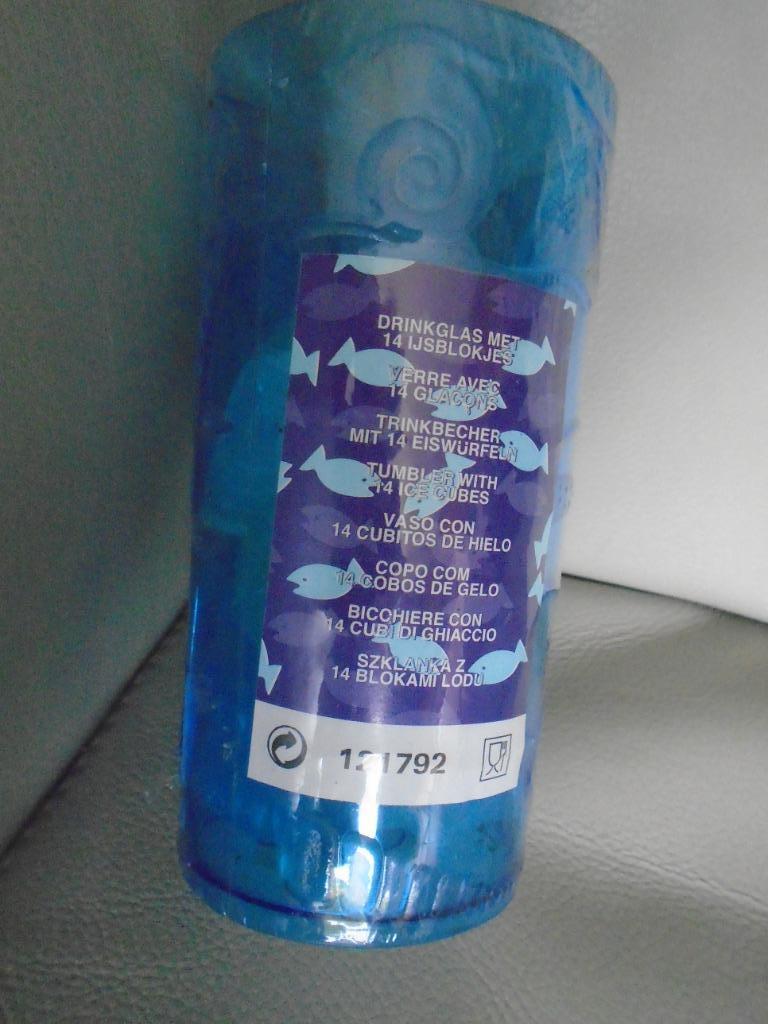 DRINKGLAS MET
14 IJSBLOKJES
VERRE AVEC
14 GLAÇONS
TRINKBECHER
MIT 14 EISWÜRFELN
TUMBLER WITH
14 ICE CUBES
VASO CON
14 CUBITOS DE HIELO
COPO COM
14 COBOS DE GELO
BICCHIERE CON
14 CUBI DI GHIACCIO
SZKLANKA Z
14 BLOKAMI LODU
121792